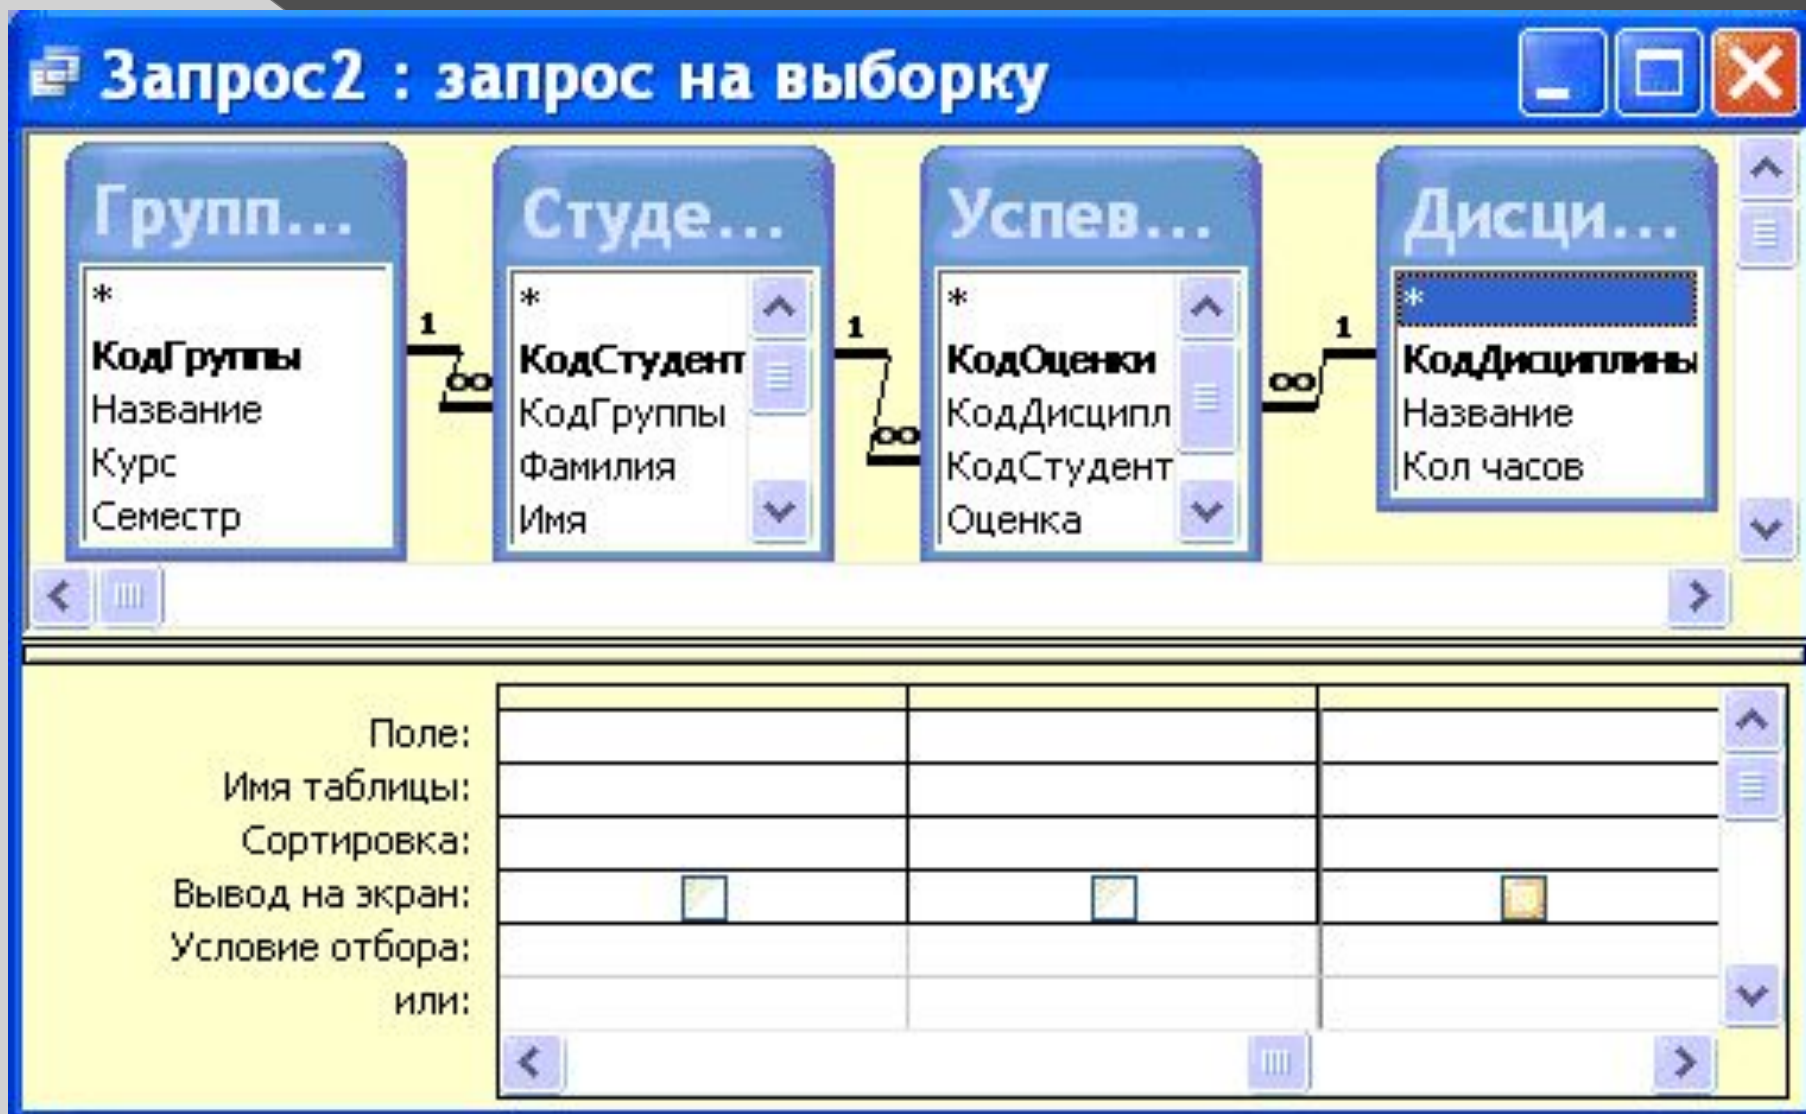 Запрос2 : запрос на выборку
Групп...
*
КодГруппы
Название
Курс
Семестр
1
∞
Студе...
*
КодСтудент
КодГруппы
Фамилия
Имя
1
∞
Успев...
*
КодОценки
КодДисципл
КодСтудент
Оценка
∞
1
Дисци...
*
КодДисциплины
Название
Кол часов
Поле:
Имя таблицы:
Сортировка:
Вывод на экран:
Условие отбора:
или: